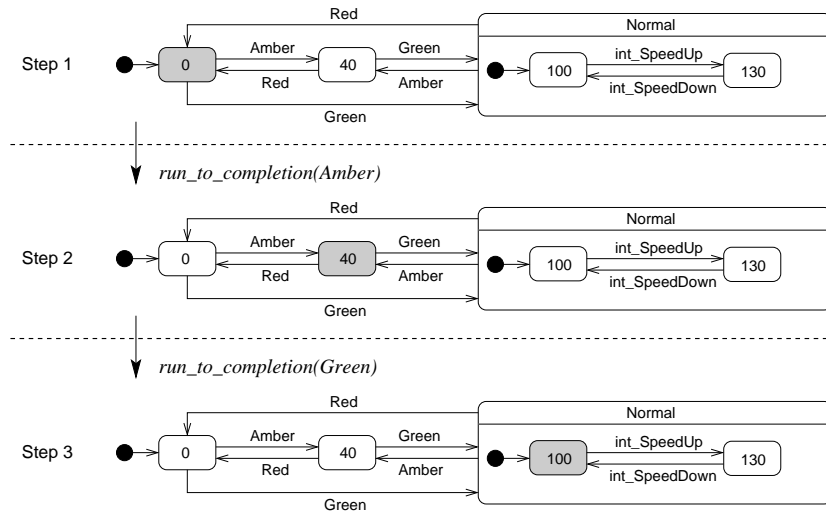 Red
Normal
Step 1
0
Amber
Red
40
Green
Amber
100
int_SpeedUp
int_SpeedDown
130
Green
run_to_completion(Amber)
Red
Normal
Step 2
0
Amber
Red
40
Green
Amber
100
int_SpeedUp
int_SpeedDown
130
Green
run_to_completion(Green)
Red
Normal
Step 3
0
Amber
Red
40
Green
Amber
100
int_SpeedUp
int_SpeedDown
130
Green